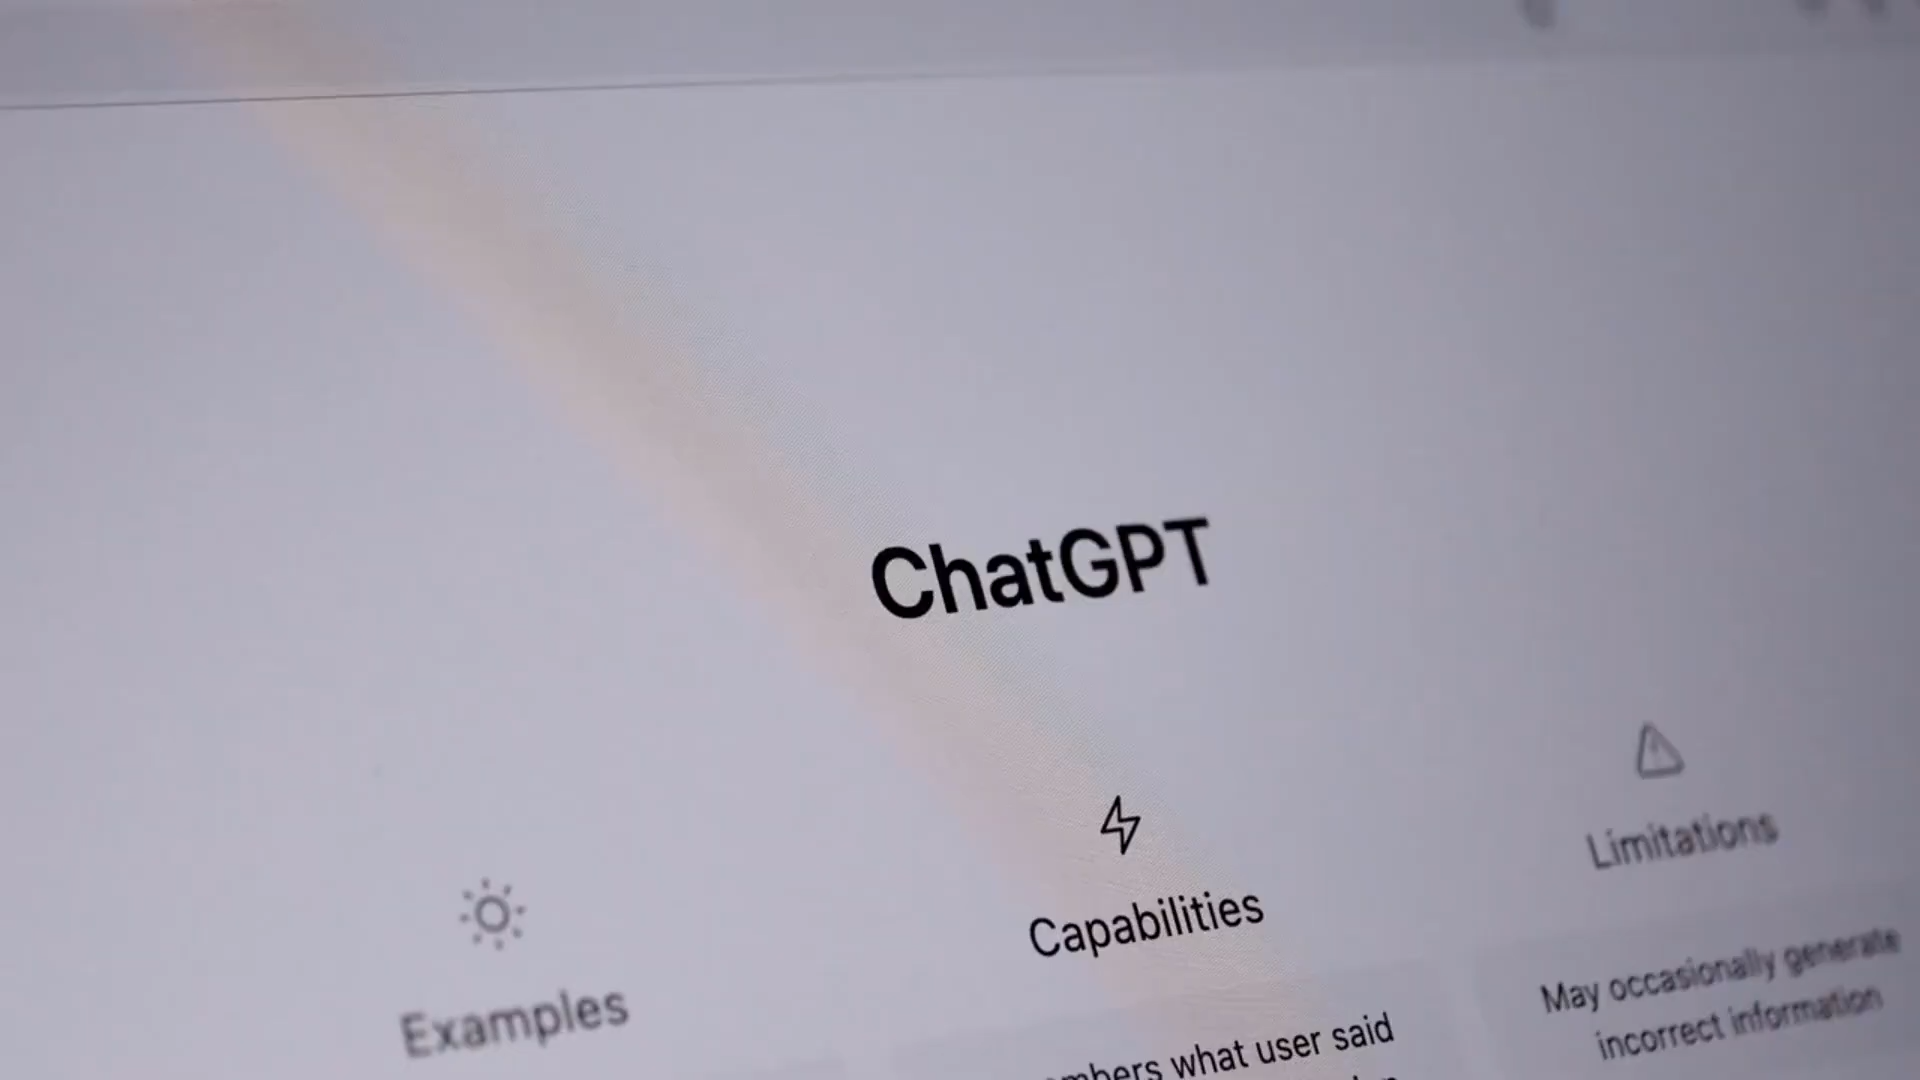 ChatGPT
Examples
Capabilities
what user said
Limitations
May occasionally generate
incorrect information